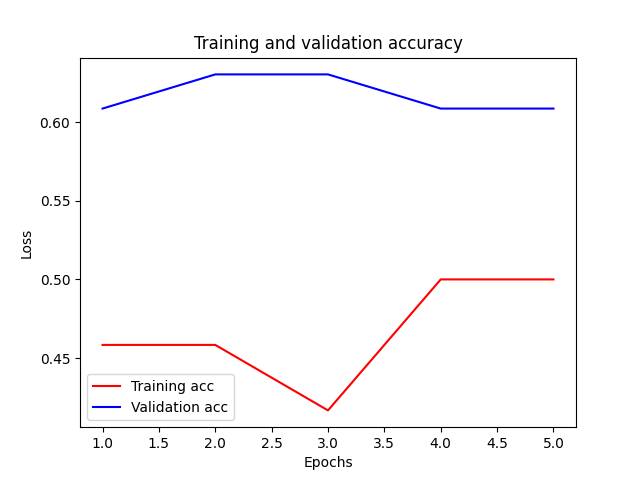 Training and validation accuracy
0.60
0.55
0.50
0.45
Loss
Training acc
Validation acc
1.0 1.5 2.0 2.5 3.0 3.5 4.0 4.5 5.0
Epochs